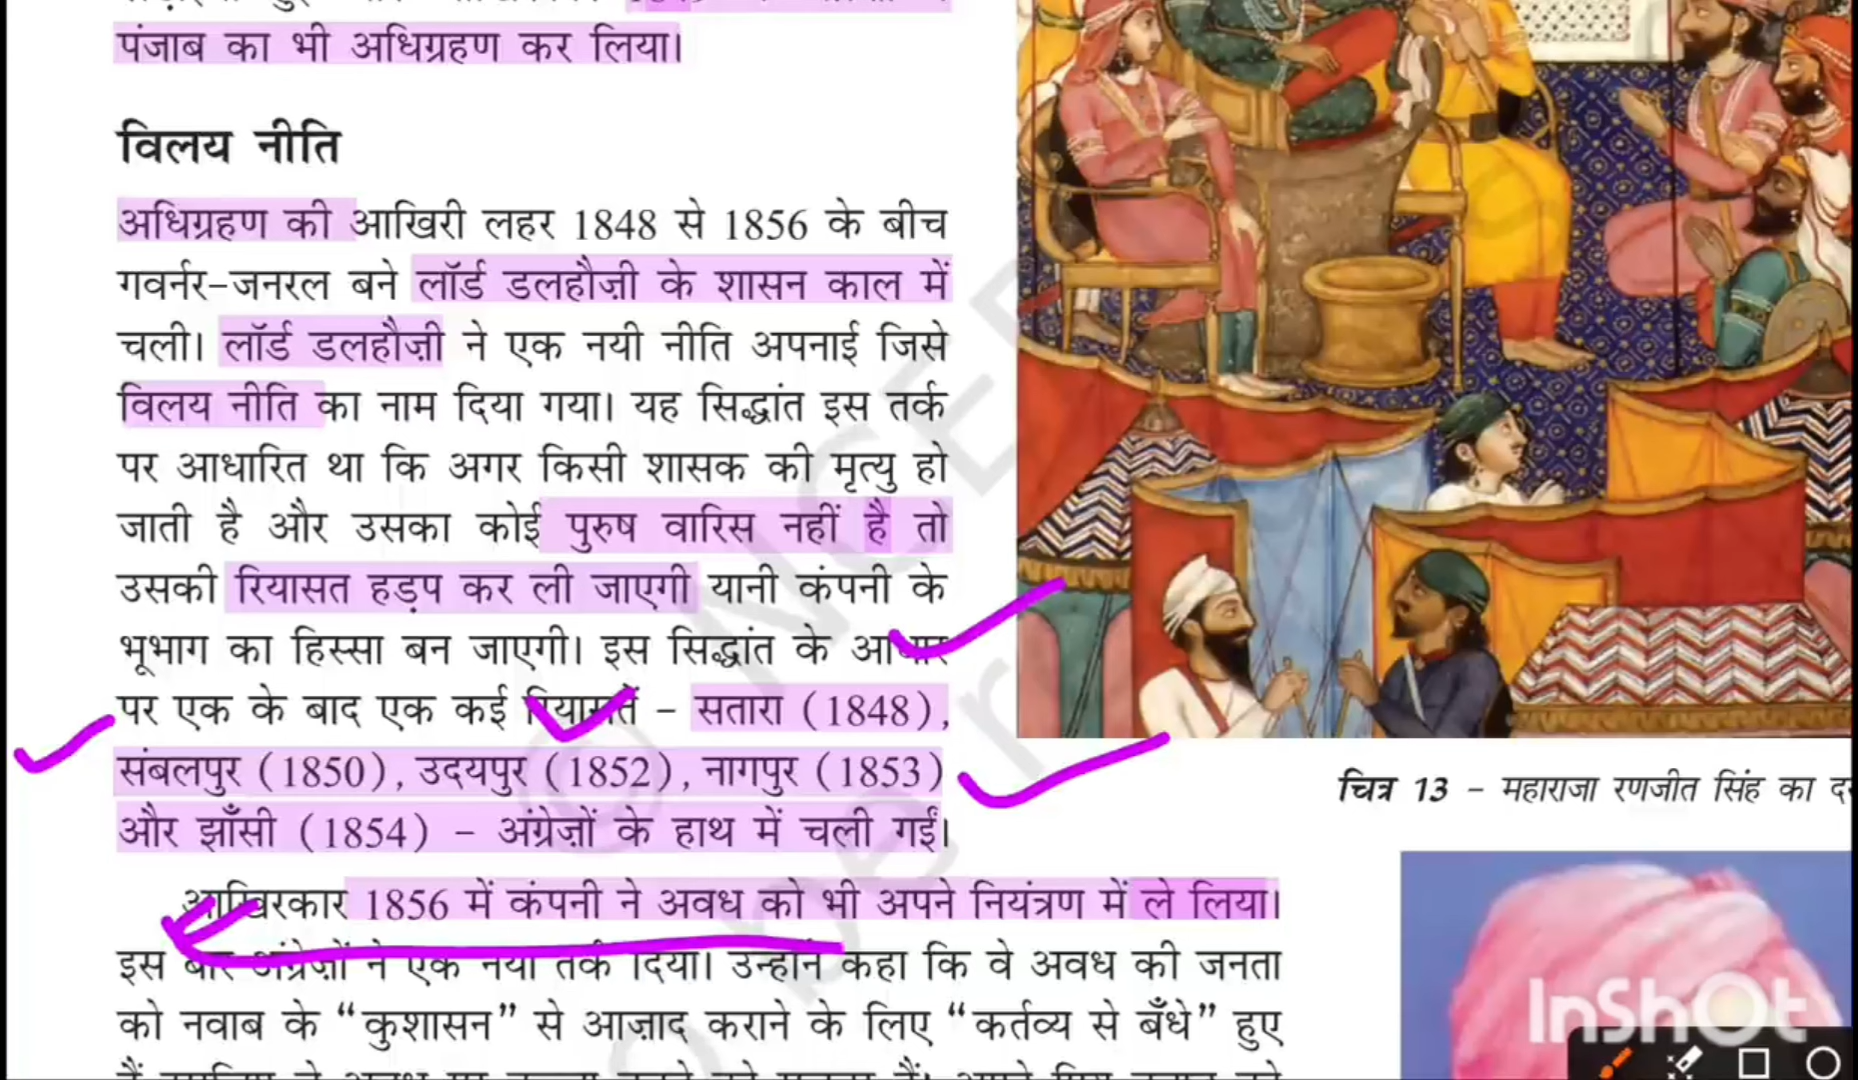 पंजाब का भी अधिग्रहण कर लिया।
विलय नीति
अधिग्रहण की आखिरी लहर 1848 से 1856 के बीच
गवर्नर-जनरल बने लॉर्ड डलहौज़ी के शासन काल में
चली। लॉर्ड डलहौज़ी ने एक नयी नीति अपनाई जिसे
विलय नीति का नाम दिया गया। यह सिद्धांत इस तर्क
पर आधारित था कि अगर किसी शासक की मृत्यु हो
जाती है और उसका कोई पुरुष वारिस नहीं है तो
उसकी रियासत हड़प कर ली जाएगी यानी कंपनी के
भूभाग का हिस्सा बन जाएगी। इस सिद्धांत के आधार
पर एक के बाद एक कई रियासतें – सतारा (1848),
संबलपुर (1850), उदयपुर (1852), नागपुर (1853)
और झाँसी (1854) – अंग्रेज़ों के हाथ में चली गईं।
आखिरकार 1856 में कंपनी ने अवध को भी अपने नियंत्रण में ले लिया।
इस बार अंग्रेज़ों ने एक नया तर्क दिया। उन्होंने कहा कि वे अवध की जनता
को नवाब के “कुशासन” से आज़ाद कराने के लिए “कर्तव्य से बँधे” हुए
चित्र 13 – महाराजा रणजीत सिंह का
InShOt